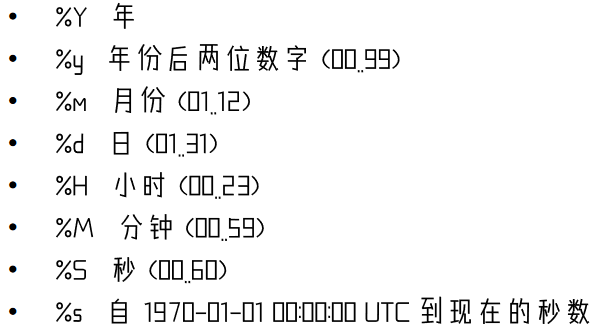 • %Y 年
• %y 年份后两位数字 (00..99)
• %m 月份 (01..12)
• %d 日 (01..31)
• %H 小时 (00..23)
• %M 分钟 (00..59)
• %S 秒 (00..60)
• %s 自 1970-01-01 00:00:00 UTC 到现在的秒数